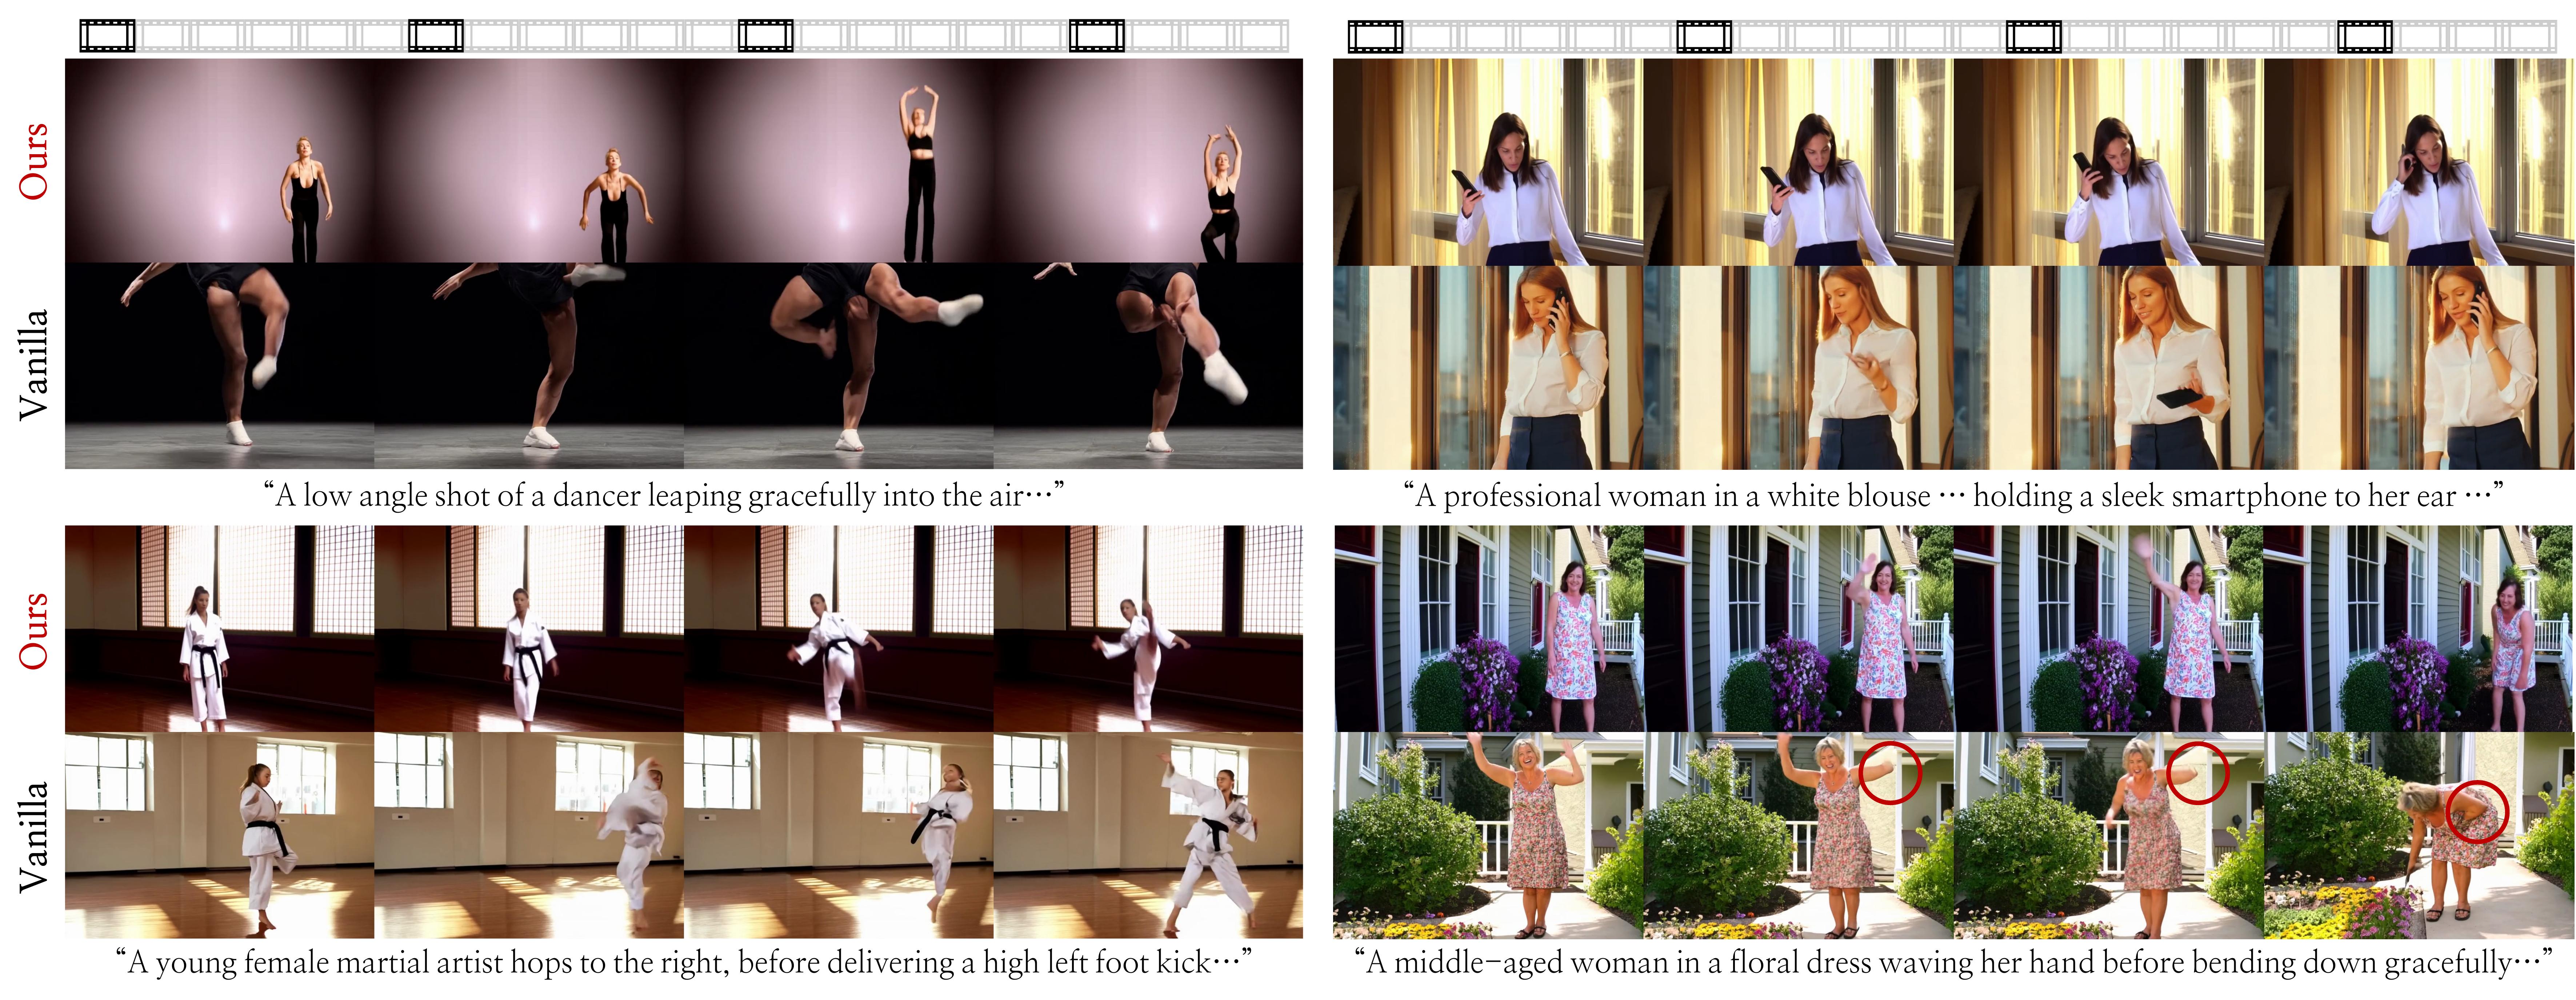 Ours
Vanilla
“A low angle shot of a dancer leaping gracefully into the air⋯”
“A professional woman in a white blouse ⋯ holding a sleek smartphone to her ear ⋯”
Ours
Vanilla
“A young female martial artist hops to the right, before delivering a high left foot kick⋯”
“A middle-aged woman in a floral dress waving her hand before bending down gracefully⋯”